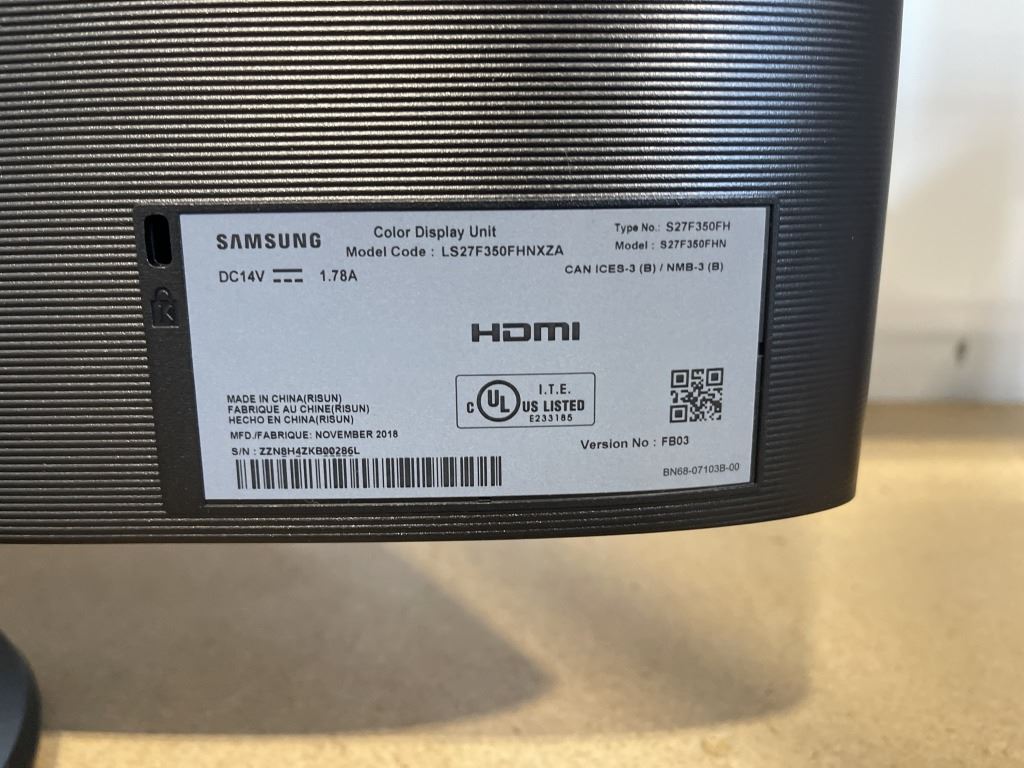 SAMSUNG
Color Display Unit
Model Code : LS27F350FHNXZA
Type No.: S27F350FH
Model : S27F350FHN
DC14V 1.78A
CAN ICES-3 (B) / NMB-3 (B)
HDMI
MADE IN CHINA(RISUN)
FABRIQUE AU CHINE(RISUN)
HECHO EN CHINA(RISUN)
MFD./FABRIQUE: NOVEMBER 2018
S/N : ZZN8H4ZKB00286L
C UL US LISTED
I.T.E.
E233185
Version No : FB03
BN68-07103B-00
K